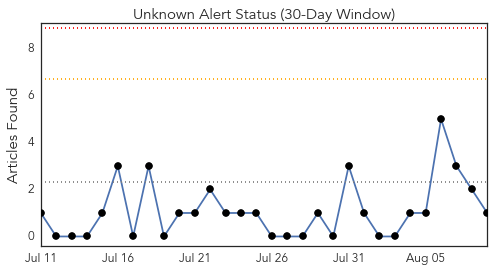 Unknown Alert Status (30-Day Window)
Articles Found
8
6
4
2
0
Jul 11 Jul 16 Jul 21 Jul 26 Jul 31 Aug 05